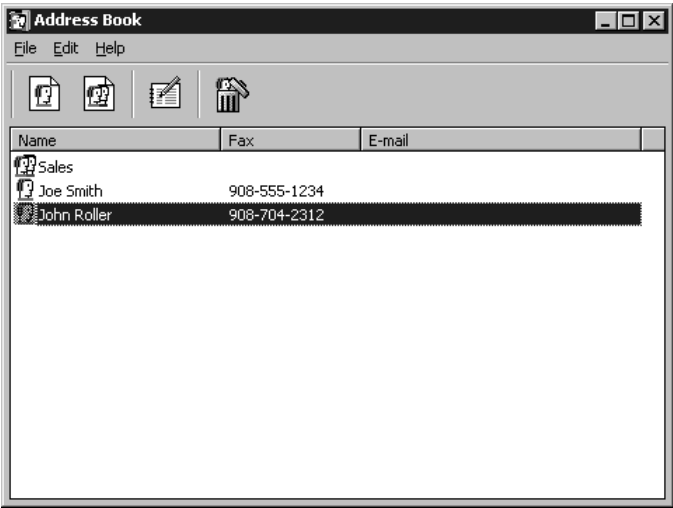 Address Book
File Edit Help
Name Fax E-mail
Sales
Joe Smith 908-555-1234
John Roller 908-704-2312